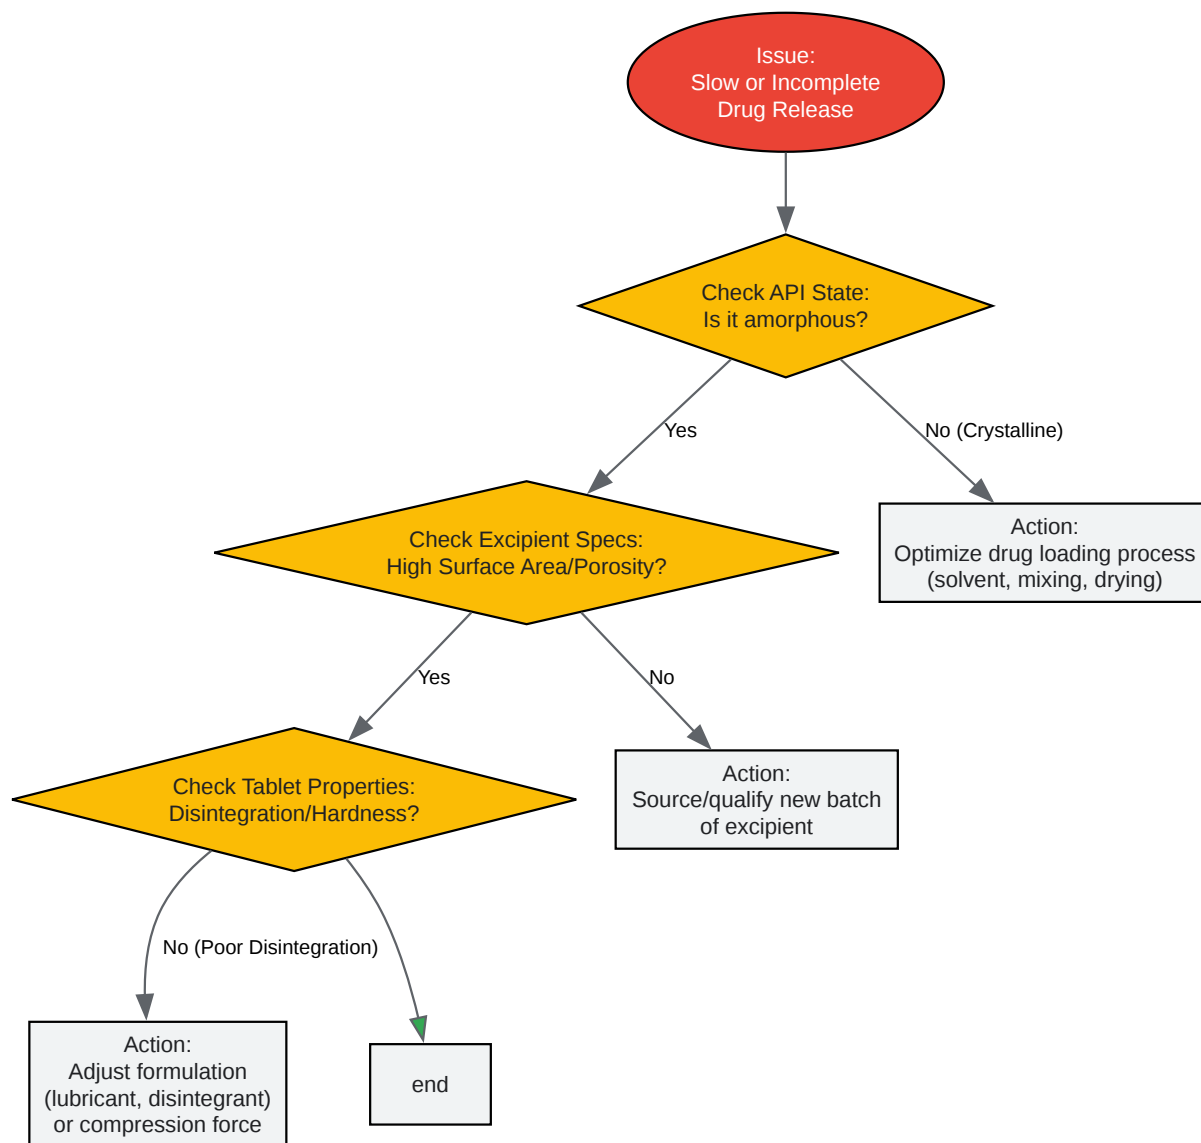 Issue:
Slow or Incomplete
Drug Release
Check API State:
Is it amorphous?
Yes
No (Crystalline)
Check Excipient Specs:
High Surface Area/Porosity?
Action:
Optimize drug loading process
(solvent, mixing, drying)
Yes
No
Check Tablet Properties:
Disintegration/Hardness?
Action:
Source/qualify new batch
of excipient
No (Poor Disintegration)
Action:
Adjust formulation
(lubricant, disintegrant)
or compression force
end